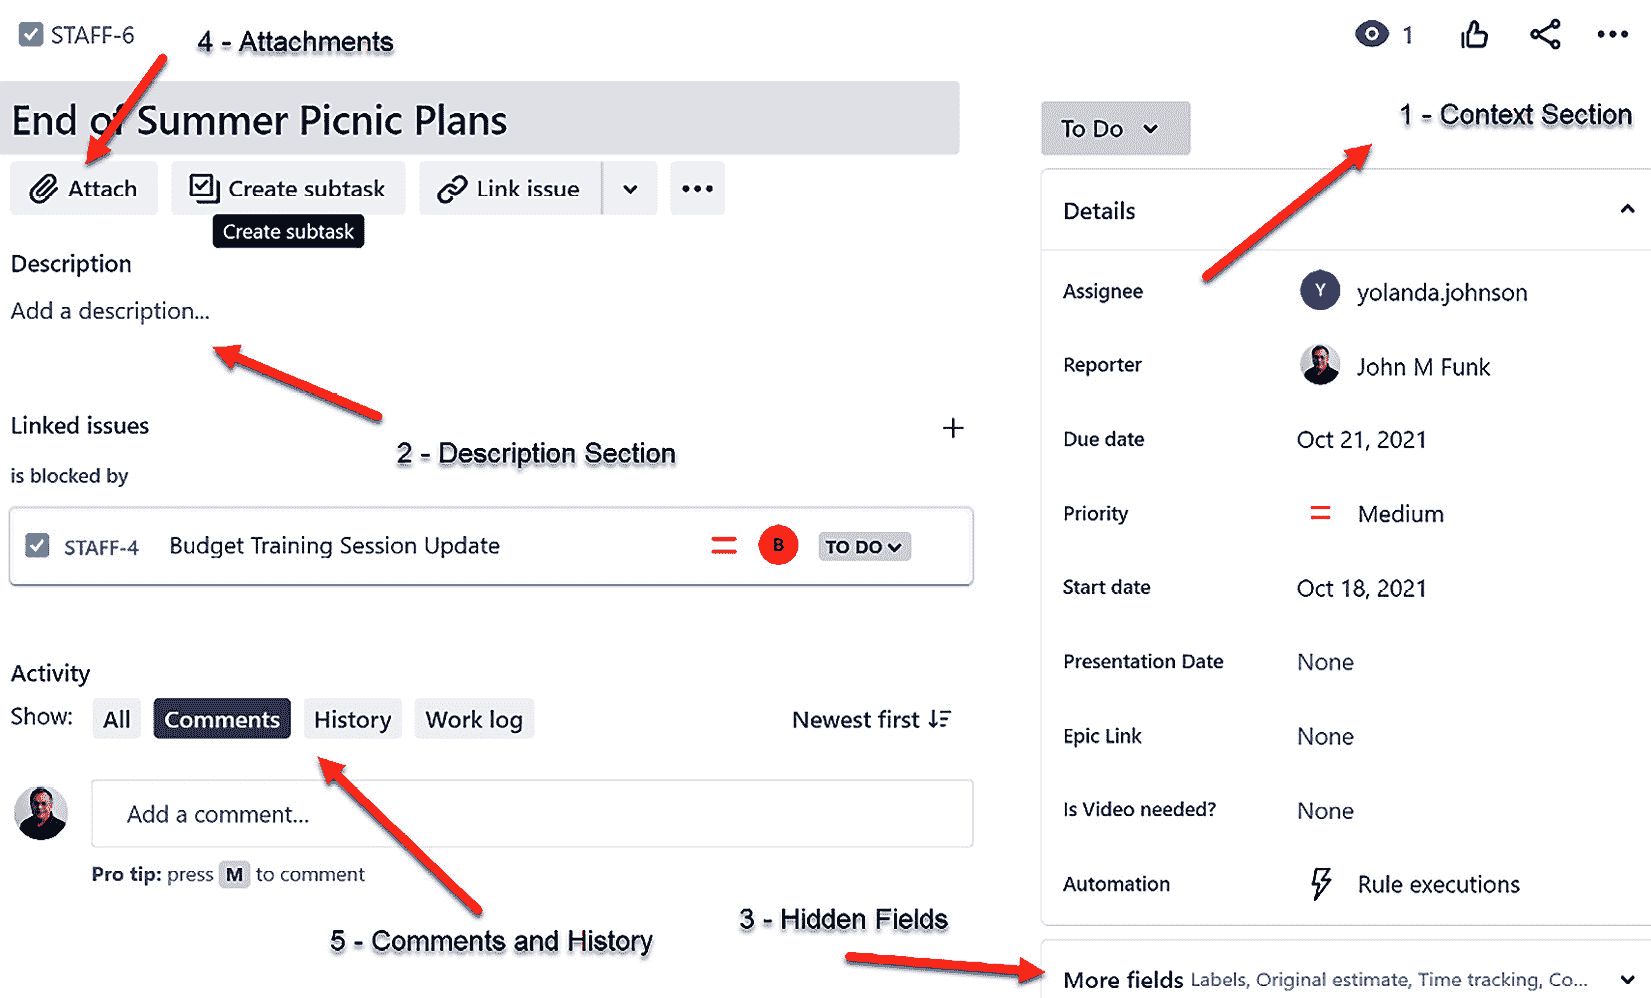 STAFF-6
4 - Attachments
1
End of Summer Picnic Plans
To Do
1 - Context Section
Attach
Create subtask
Link issue
Create subtask
Description
Add a description...
2 - Description Section
Linked issues
is blocked by
STAFF-4 Budget Training Session Update B TO DO
Activity
Show: All Comments History Work log Newest first
Add a comment...
Pro tip: press M to comment
5 - Comments and History
Details
Assignee Y yolanda.johnson
Reporter John M Funk
Due date Oct 21, 2021
Priority Medium
Start date Oct 18, 2021
Presentation Date None
Epic Link None
Is Video needed? None
Automation Rule executions
3 - Hidden Fields
More fields Labels, Original estimate, Time tracking, Co...